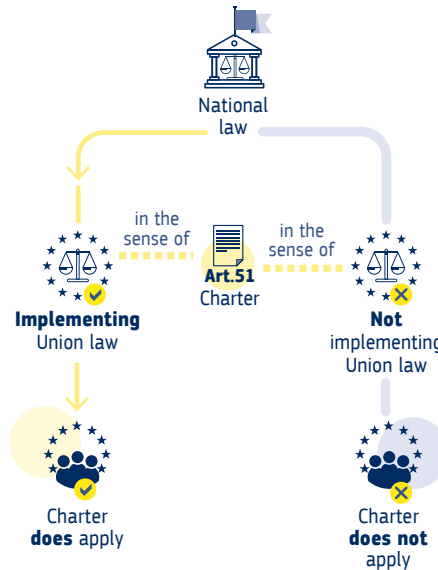 National
law
in the
sense of
in the
sense of
Art.51
Charter
Implementing
Union law
Not
implementing
Union law
Charter
does apply
Charter
does not
apply